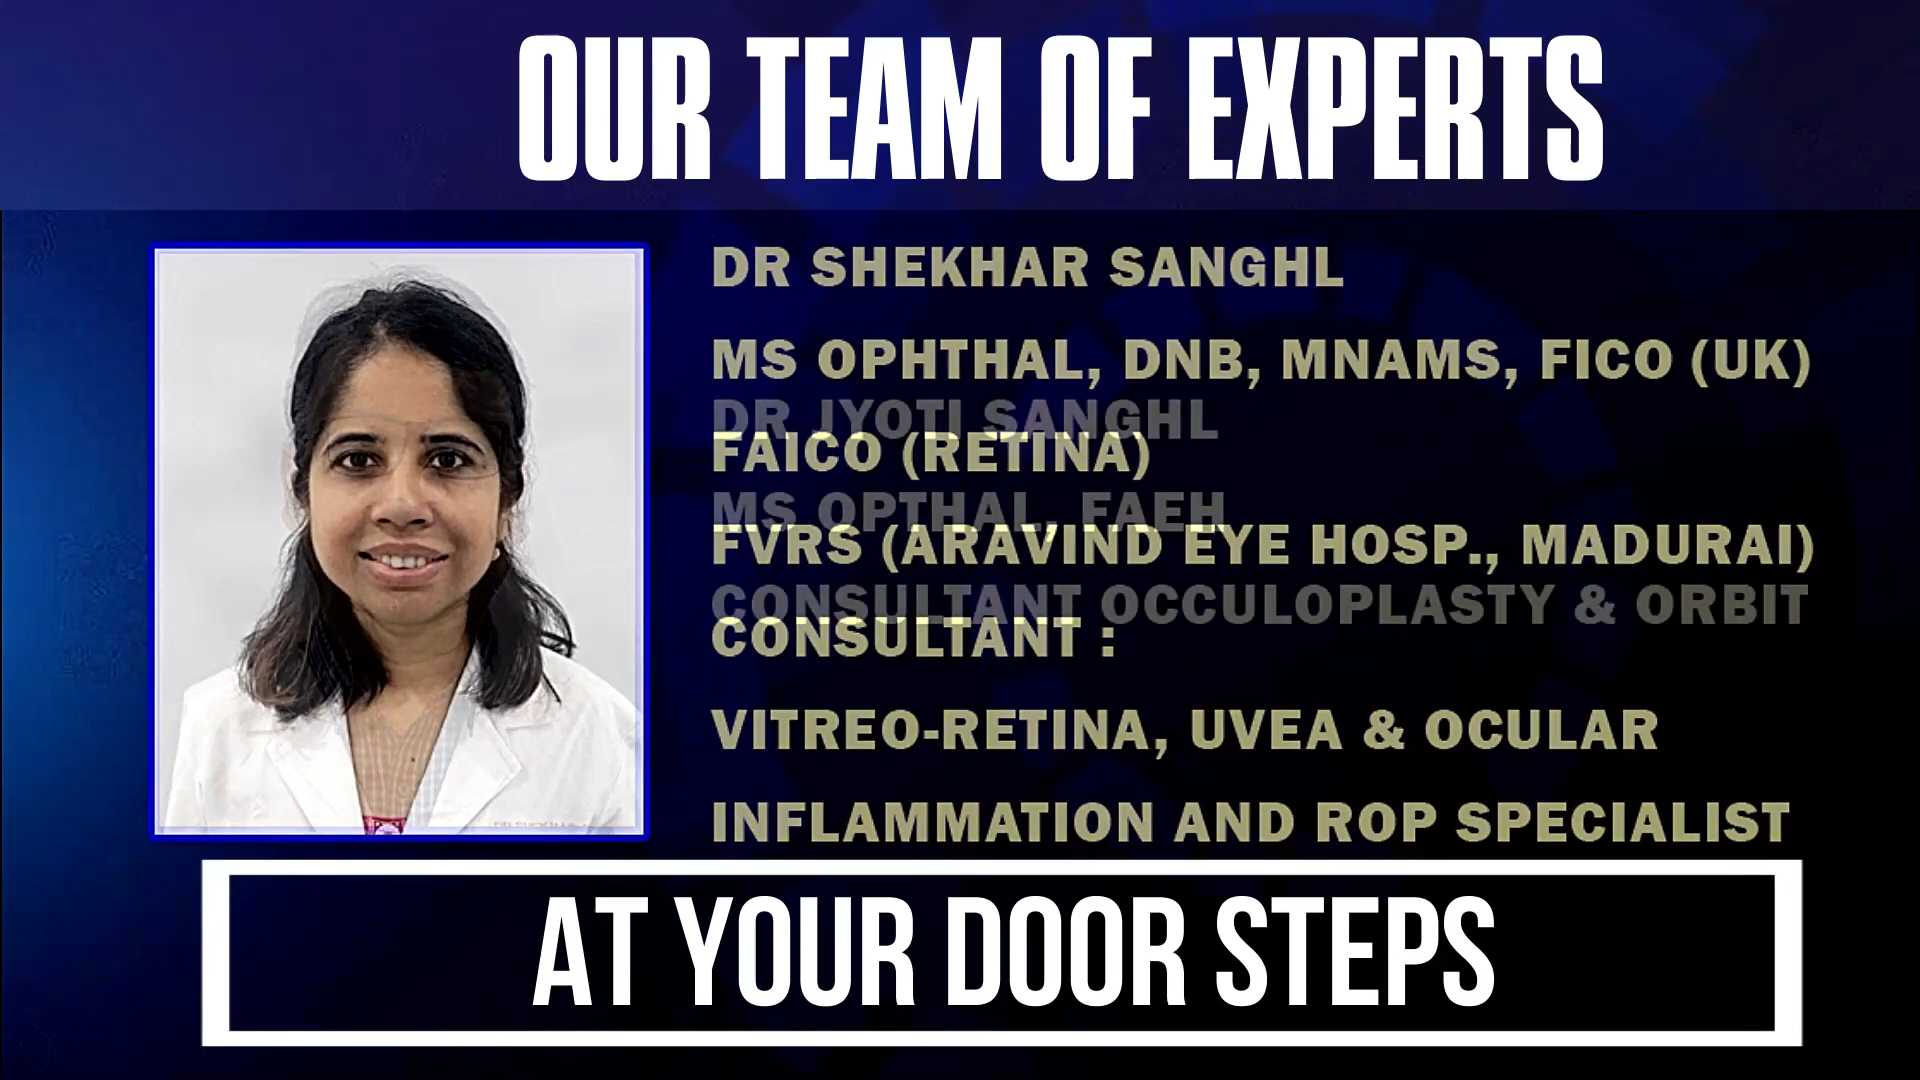 OUR TEAM OF EXPERTS
DR SHEKHAR SANGHL
MS OPHTHAL, DNB, MNAMS, FICO (UK)
DR JYOTI SANGHL
FAICO (RETINA)
MS OPTHAL, FAEH
FVRS (ARAVIND EYE HOSP., MADURAI)
CONSULTANT OCCULOPLASTY & ORBIT
CONSULTANT :
VITREO-RETINA, UVEA & OCULAR
INFLAMMATION AND ROP SPECIALIST
AT YOUR DOOR STEPS